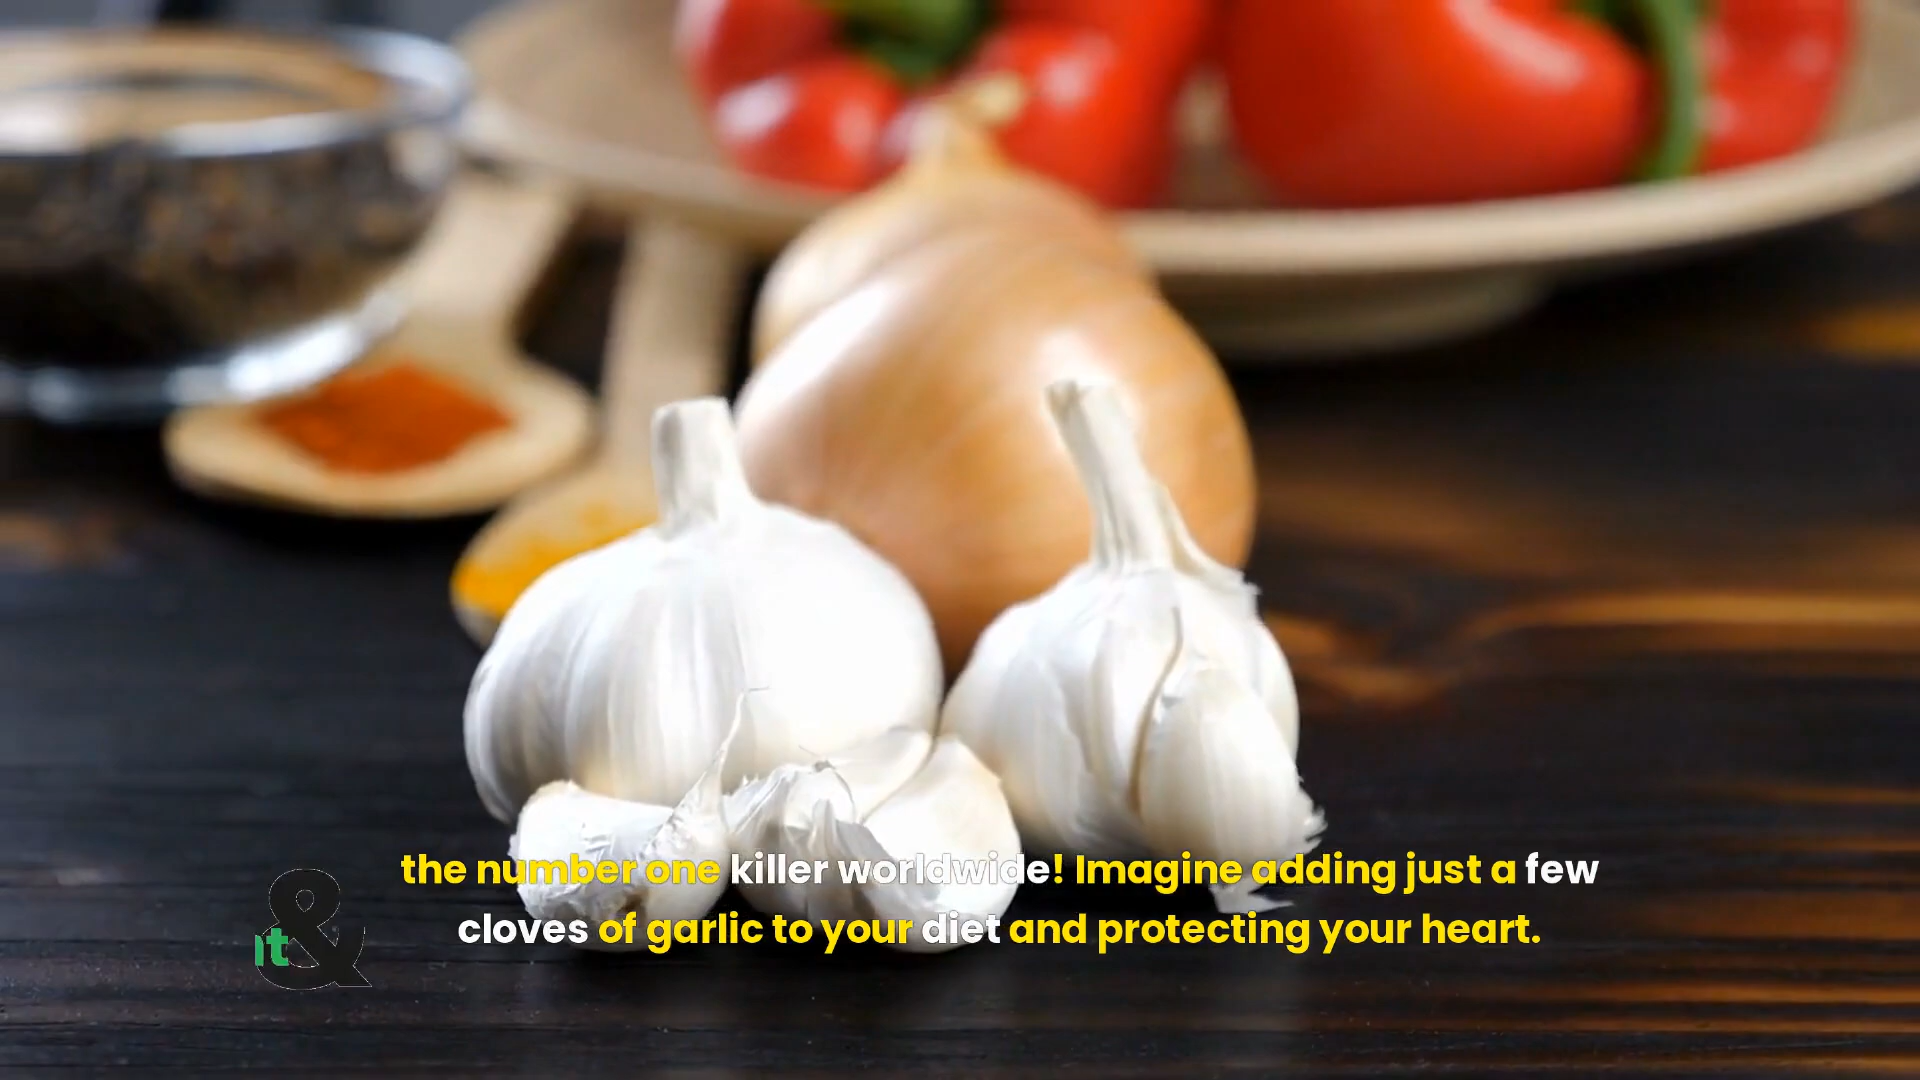 the number one killer worldwide! Imagine adding just a few
cloves of garlic to your diet and protecting your heart.
&
it